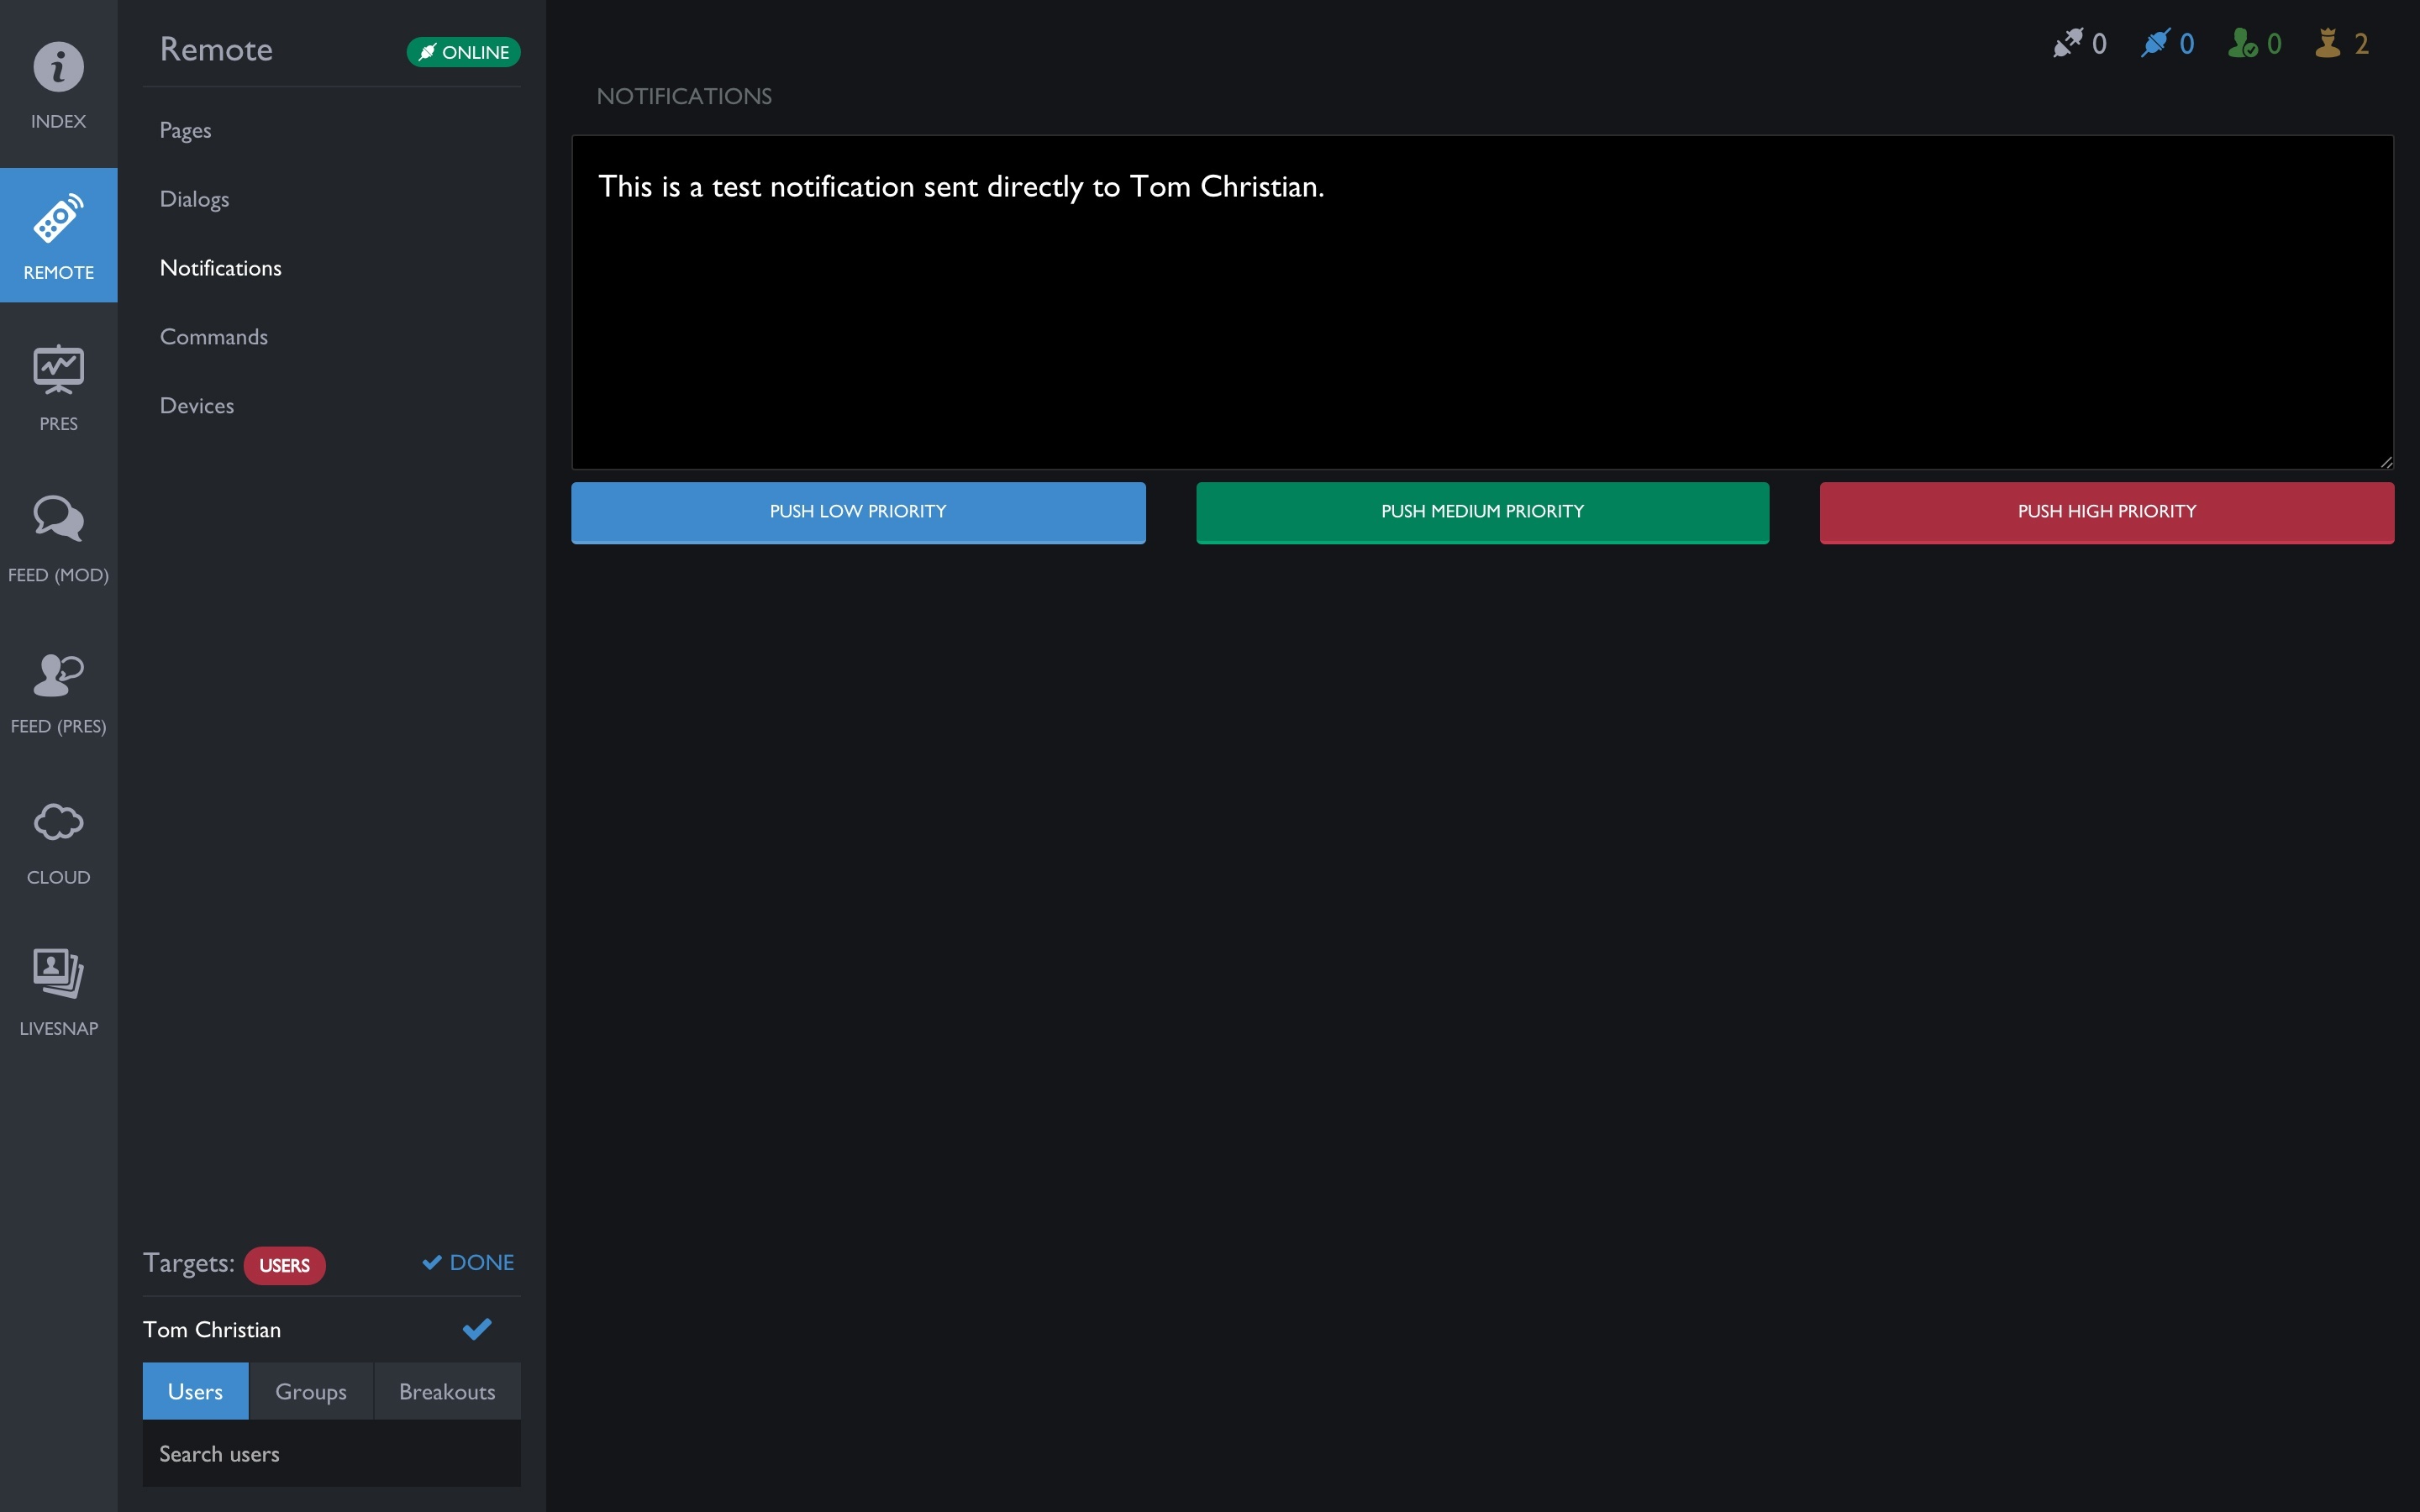 INDEX
REMOTE
PRES
FEED (MOD)
FEED (PRES)
CLOUD
LIVESNAP
Remote
ONLINE
Pages
Dialogs
Notifications
Commands
Devices
Targets: USERS
DONE
Tom Christian
Users Groups Breakouts
Search users
0 0 0 2
NOTIFICATIONS
This is a test notification sent directly to Tom Christian.
PUSH LOW PRIORITY PUSH MEDIUM PRIORITY PUSH HIGH PRIORITY